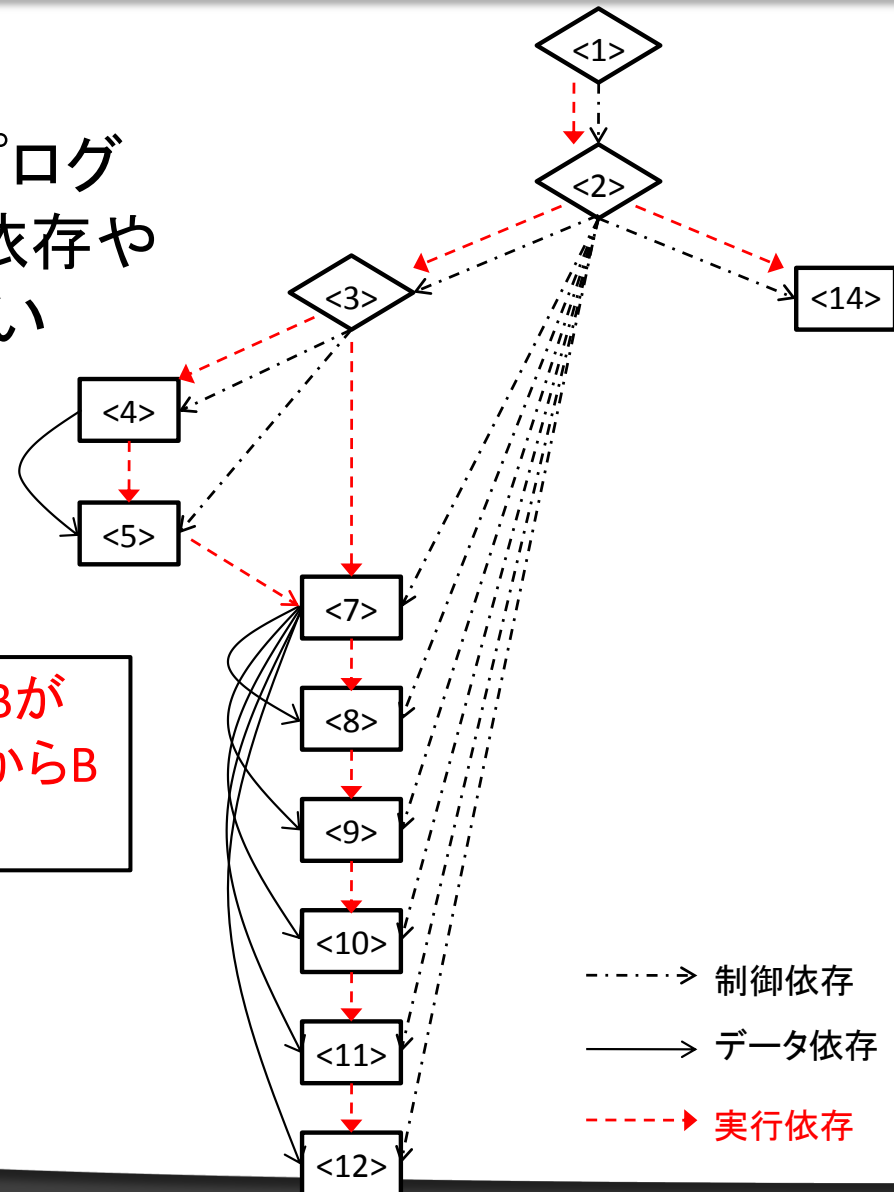 <1>
プログ
<2>
依存や
<3>
<14>
い
<4>
<5>
<7>
Bが
<8>
からB
<9>
<10>
制御依存
<11>
データ依存
実行依存
<12>